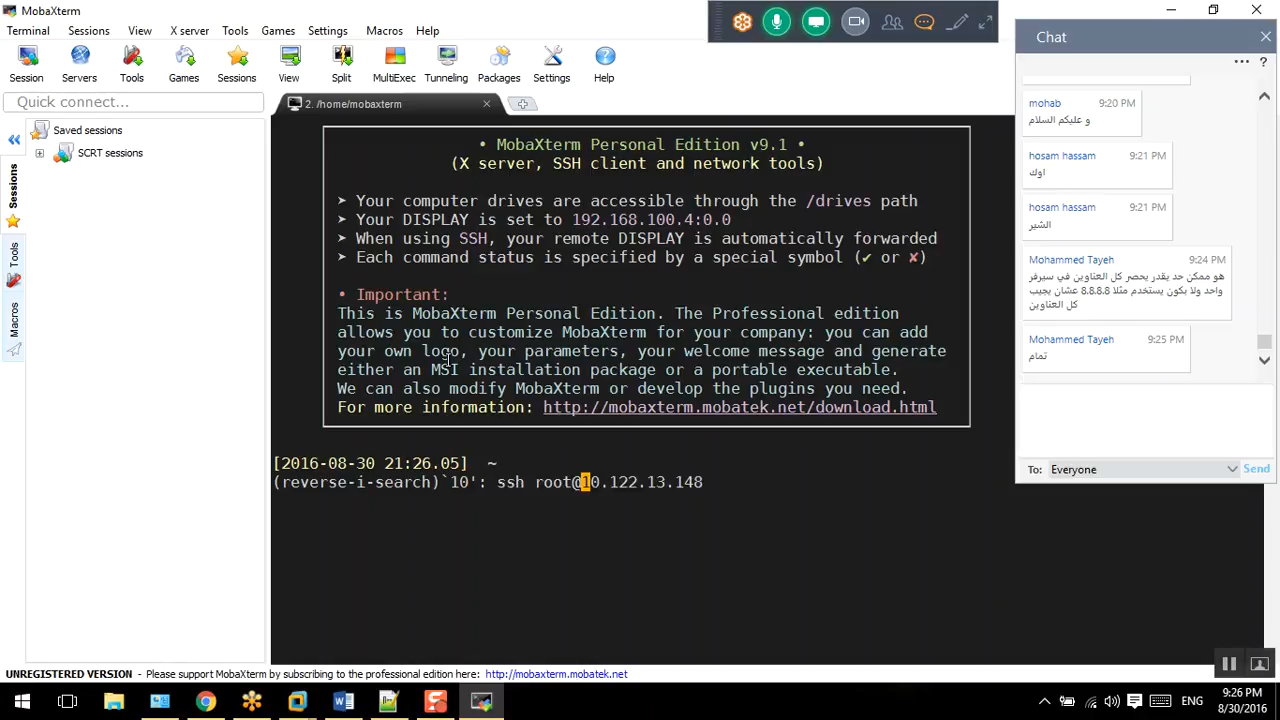 MobaXterm
Terminal Sessions View X server Tools Games Settings Macros Help
Session Servers Tools Games Sessions View Split MultiExec Tunneling Packages Settings Help
Quick connect...
2. /home/mobaxterm
Saved sessions
SCRT sessions
Sessions
Tools
Macros
• MobaXterm Personal Edition v9.1 •
(X server, SSH client and network tools)
➤ Your computer drives are accessible through the /drives path
➤ Your DISPLAY is set to 192.168.100.4:0.0
➤ When using SSH, your remote DISPLAY is automatically forwarded
➤ Each command status is specified by a special symbol (✔ or ✘)
• Important:
This is MobaXterm Personal Edition. The Professional edition
allows you to customize MobaXterm for your company: you can add
your own logo, your parameters, your welcome message and generate
either an MSI installation package or a portable executable.
We can also modify MobaXterm or develop the plugins you need.
For more information: http://mobaxterm.mobatek.net/download.html
[2016-08-30 21:26.05] ~
(reverse-i-search)`10': ssh root@10.122.13.148
Chat
mohab 9:20 PM
و عليكم السلام
hosam hassam 9:21 PM
اوك
hosam hassam 9:21 PM
الشير
Mohammed Tayeh 9:24 PM
هو ممكن حد يقدر يحصر كل العناوين في سيرفر
واحد ولا بكون يستخدم مثلا 8.8.8.8 عشان يجيب
كل العناوين
Mohammed Tayeh 9:25 PM
تمام
To: Everyone Send
UNREGISTERED VERSION - Please support MobaXterm by subscribing to the professional edition here: http://mobaxterm.mobatek.net
ENG
9:26 PM
8/30/2016